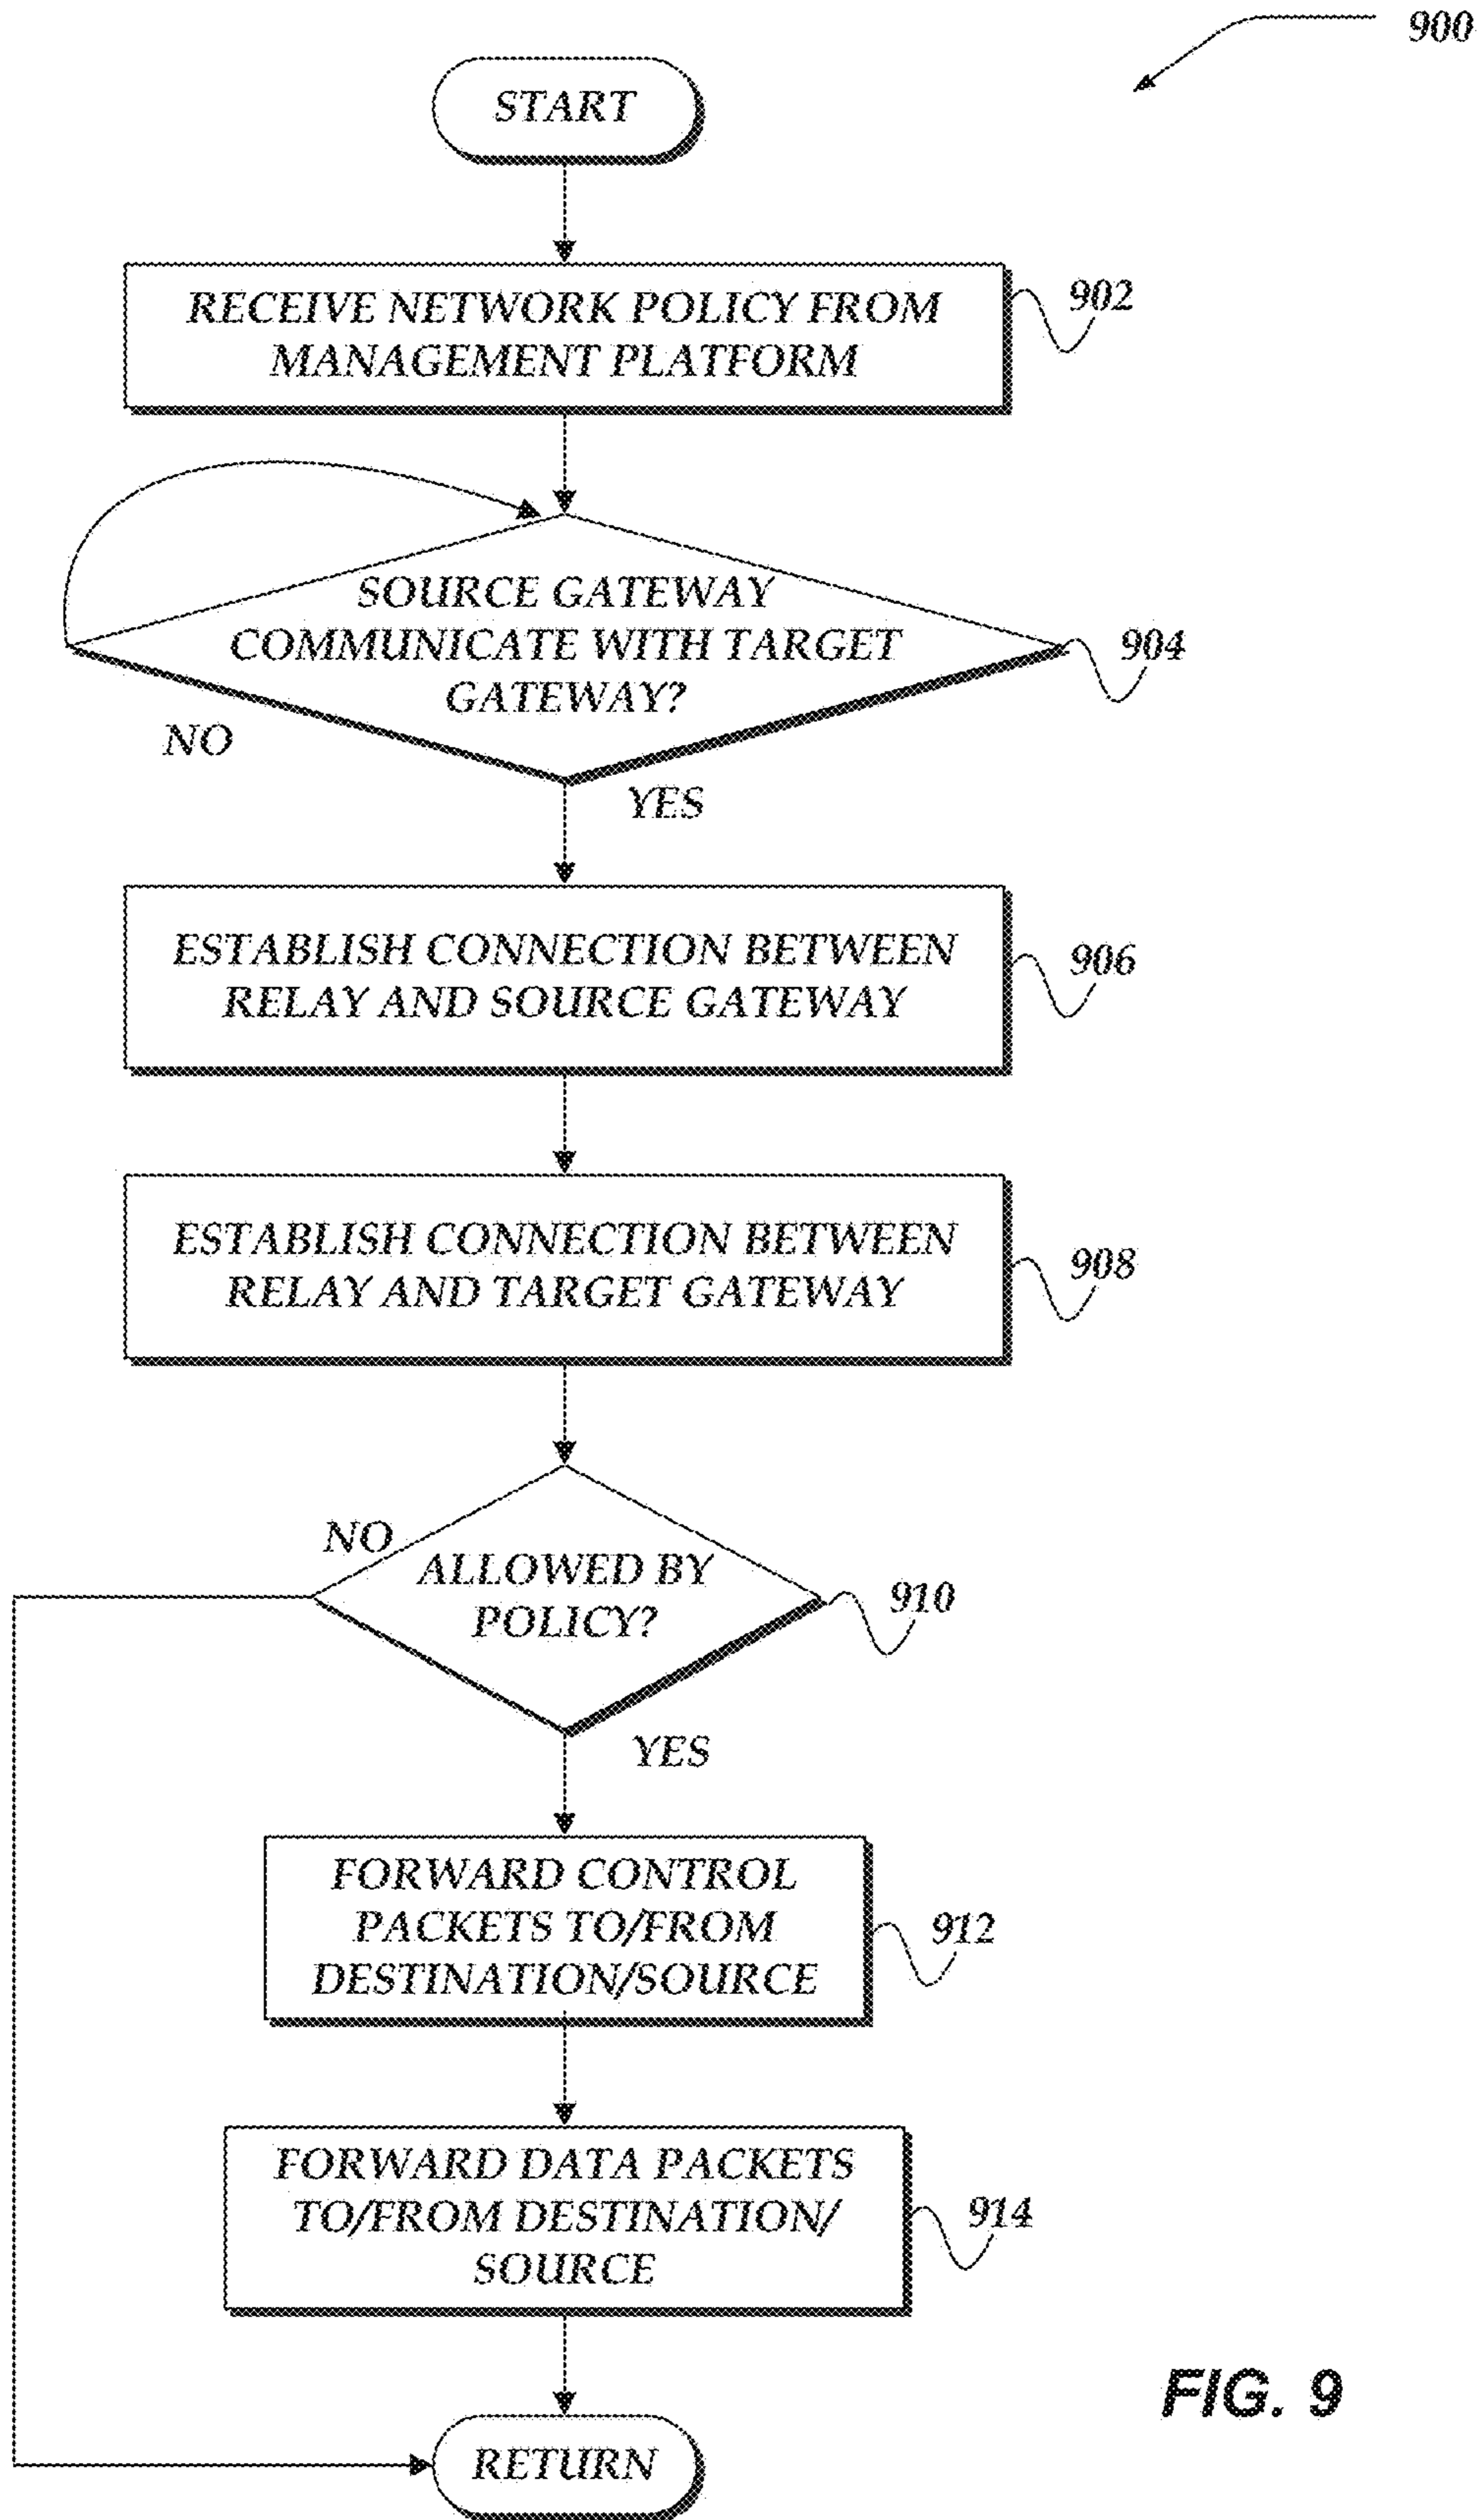 900
START
RECEIVE NETWORK POLICY FROM
MANAGEMENT PLATFORM
902
SOURCE GATEWAY
COMMUNICATE WITH TARGET
GATEWAY?
904
NO
YES
ESTABLISH CONNECTION BETWEEN
RELAY AND SOURCE GATEWAY
906
ESTABLISH CONNECTION BETWEEN
RELAY AND TARGET GATEWAY
908
NO
ALLOWED BY
POLICY?
910
YES
FORWARD CONTROL
PACKETS TO/FROM
DESTINATION/SOURCE
912
FORWARD DATA PACKETS
TO/FROM DESTINATION/
SOURCE
914
FIG. 9
RETURN